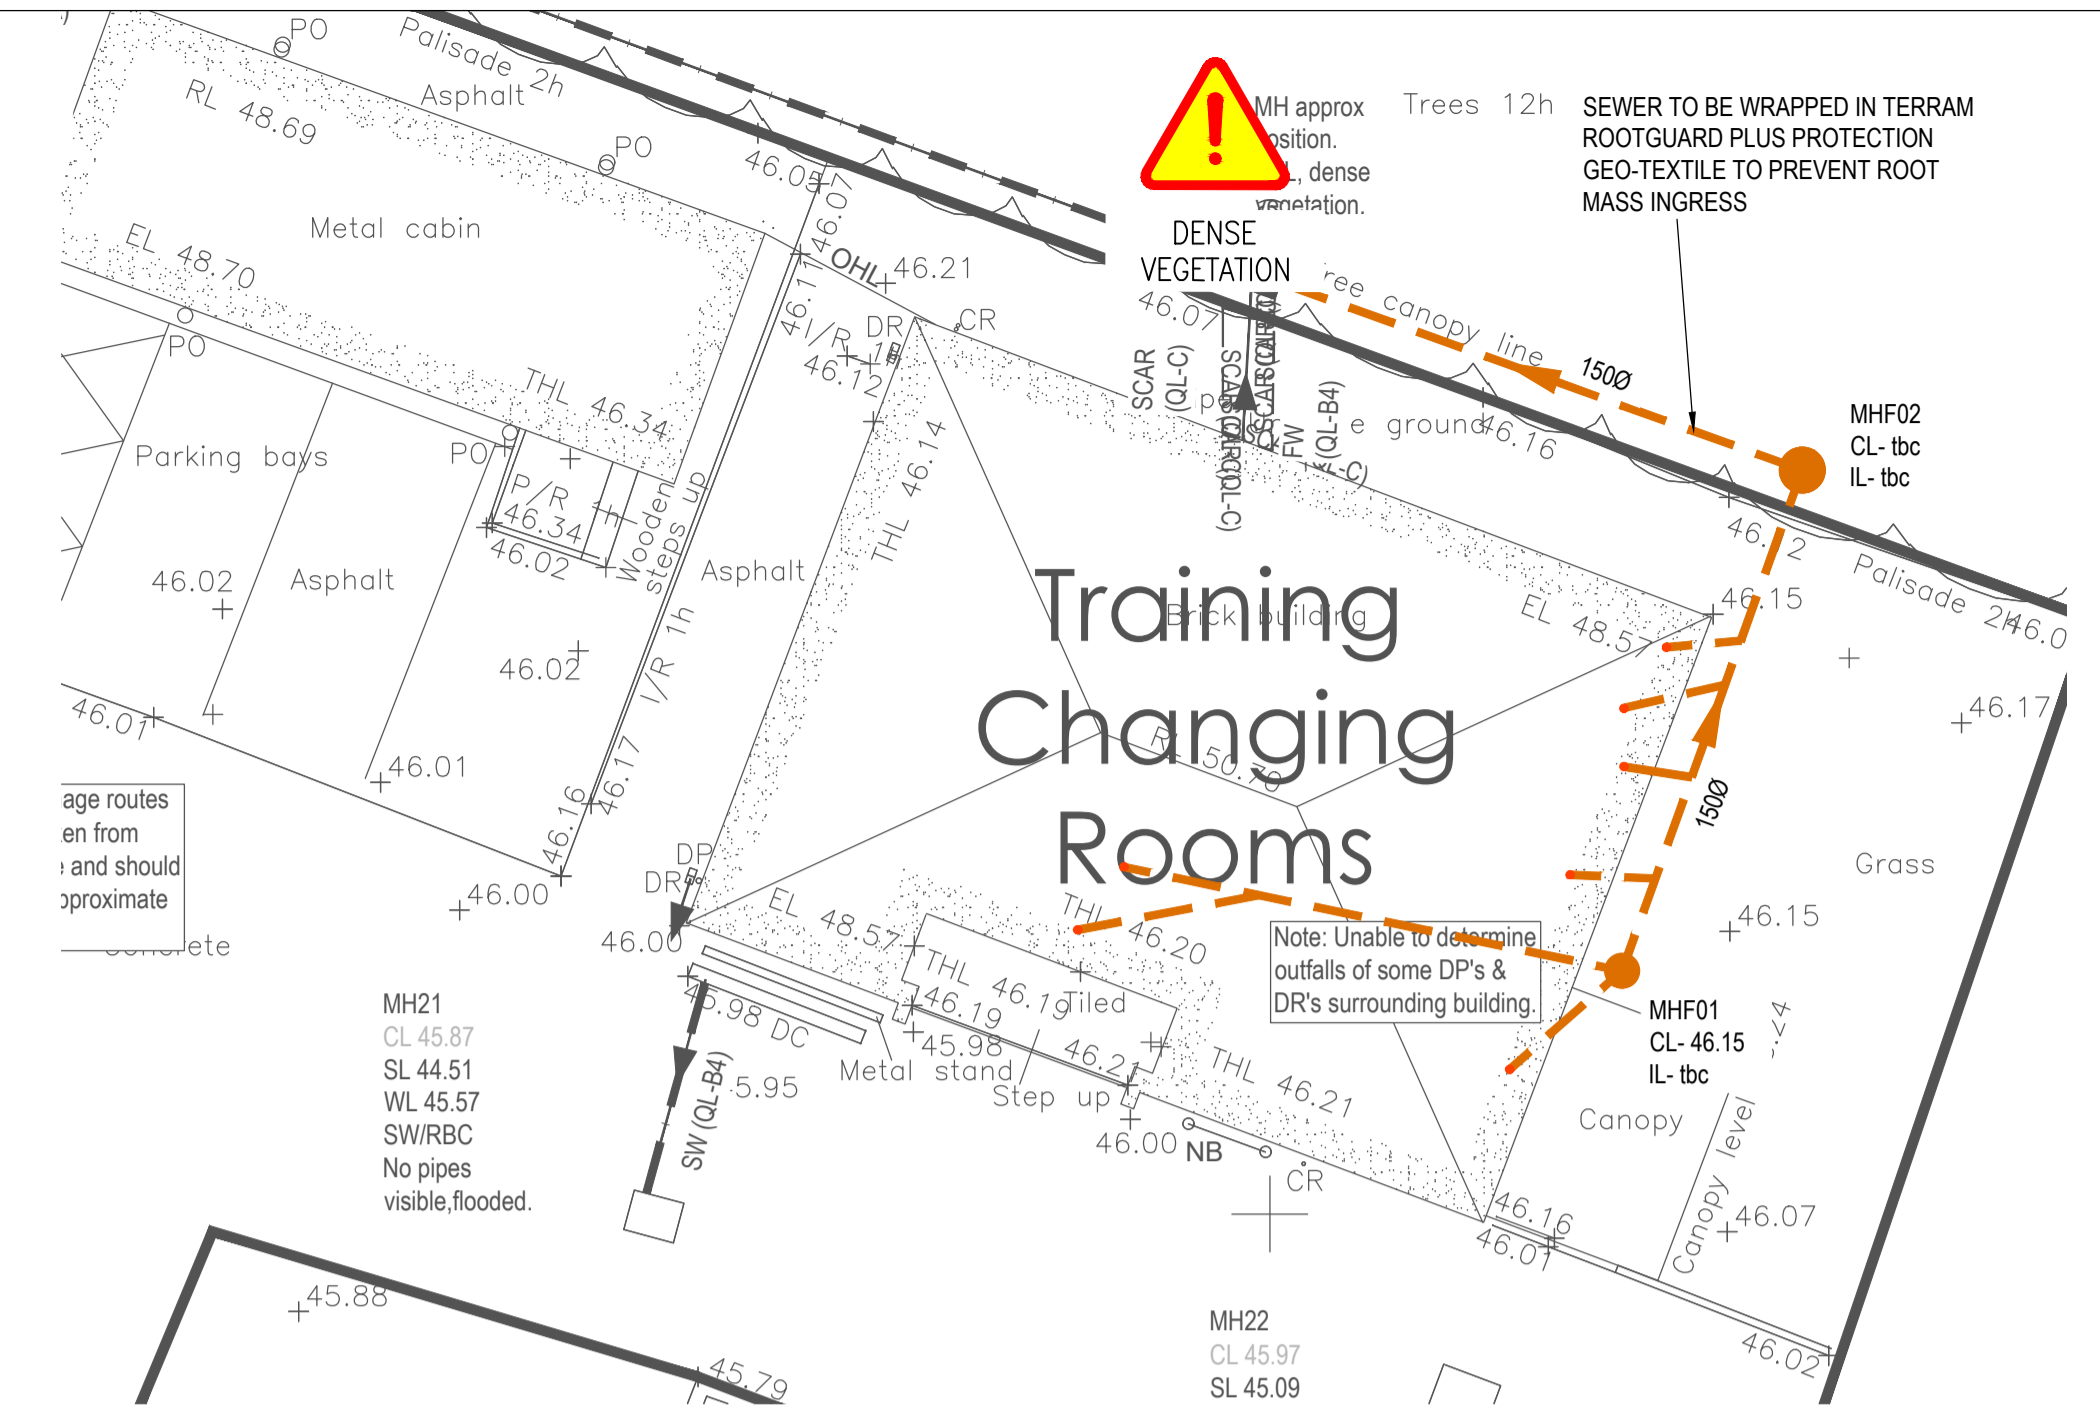 PO
Palisade 2h
Asphalt
RL 48.69
PO
46.05
46.07
Metal cabin
EL 48.70
46.11
OHL
46.21
MH approx
dense
vegetation.
Trees 12h
SEWER TO BE WRAPPED IN TERRAM
ROOTGUARD PLUS PROTECTION
GEO-TEXTILE TO PREVENT ROOT
MASS INGRESS
DENSE
VEGETATION
46.07
canopy line
150Ø
I/R
46.12
DR
CR
PO
THL 46.34
THL 46.14
SCAR
(QL-C)
FW
(QL-B4)
ground
46.16
MHF02
CL- tbc
IL- tbc
Parking bays
PO
P/R
1h
46.34
46.02
Wooden
steps up
Asphalt
46.02
Asphalt
46.02
I/R 1h
Training
Changing
Rooms
Brick building
EL 48.57
46.15
Palisade 2h
46.17
46.01
46.01
46.16
46.17
150Ø
age routes
en from
and should
DP
DR
46.00
46.00
Grass
46.15
EL 48.57
THL 46.20
THL 46.19
46.19
Tiled
Note: Unable to determine
outfalls of some DP's &
DR's surrounding building.
MHF01
CL- 46.15
IL- tbc
MH21
CL 45.87
SL 44.51
WL 45.57
SW/RBC
No pipes
visible,flooded.
45.98 DC
45.98
Metal stand
Step up
46.21
THL 46.21
SW (QL-B4)
5.95
46.00
NB
CR
Canopy
Canopy level
46.16
46.01
46.07
45.88
45.79
MH22
CL 45.97
SL 45.09
46.02